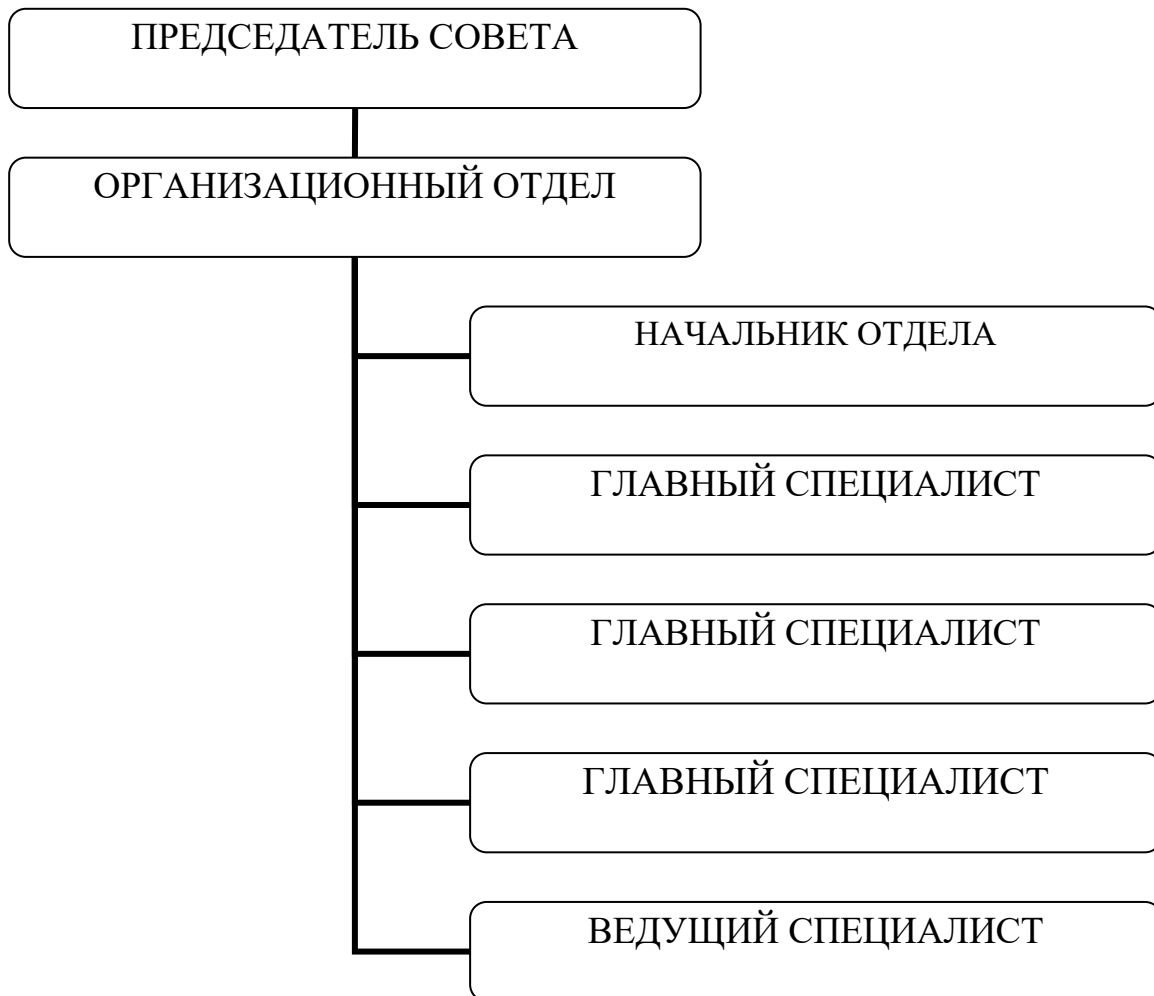 ПРЕДСЕДАТЕЛЬ СОВЕТА
ОРГАНИЗАЦИОННЫЙ ОТДЕЛ
НАЧАЛЬНИК ОТДЕЛА
ГЛАВНЫЙ СПЕЦИАЛИСТ
ГЛАВНЫЙ СПЕЦИАЛИСТ
ГЛАВНЫЙ СПЕЦИАЛИСТ
ВЕДУЩИЙ СПЕЦИАЛИСТ